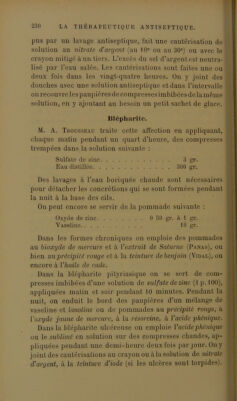 230 LA THÉRAPEUTIQUE ANTISEPTIQUE.
pus par un lavage antiseptique, fait une cautérisation de
solution au nitrate d'argent (au 10e ou au 30e) ou avec le
crayon mitigé à un tiers. L'excès du sel d'argent est neutra-
lisé par l'eau salée. Les cautérisations sont faites une ou
deux fois dans les vingt-quatre heures. On y joint des
douches avec une solution antiseptique et dans l'intervalle
on recouvre les paupières de compresses imbibées de la même
solution, en y ajoutant au besoin un petit sachet de glace.
Blépharite.
M. A. TROUSSEAU traite cette affection en appliquant,
chaque matin pendant un quart d'heure, des compresses
trempées dans la solution suivante :
Sulfate de zinc. . . . . . . . . . . 3 gr.
Eau distillée. . . . . . . . . . . . 300 gr.
Des lavages à l'eau boriquée chaude sont nécessaires
pour détacher les concrétions qui se sont formées pendant
la nuit à la base des cils.
On peut encore se servir de la pommade suivante :
Oxyde de zinc. . . . . . . . 0 50 gr. à 1 gr.
Vaseline. . . . . . . . . . . . 10 gr.
Dans les formes chroniques on emploie des pommades
au bioxyde de mercure et à l'extrait de Saturne (PANAS), ou
bien au précipité rouge et à la teinture de benjoin (VIDAL), ou
encore à l'huile de cade.
Dans la blépharite pityriasique on se sert de com-
presses imbibées d'une solution de sulfate de zinc (1 p. 100),
appliquées matin et soir pendant 10 minutes. Pendant la
nuit, on enduit le bord des paupières d'un mélange de
vaseline et lanoline ou de pommades au précipité rouge, à
l'oxyde jaune de mercure, à la résorcine, à l'acide phénique.
Dans la blépharite ulcéreuse on emploie l'acide phénique
ou le sublimé en solution sur des compresses chaudes, ap-
pliquées pendant une demi-heure deux fois par jour. On y
joint des cautérisations au crayon ou à la solution de nitrate
d'argent, à la teinture d'iode (si les ulcères sont torpides).